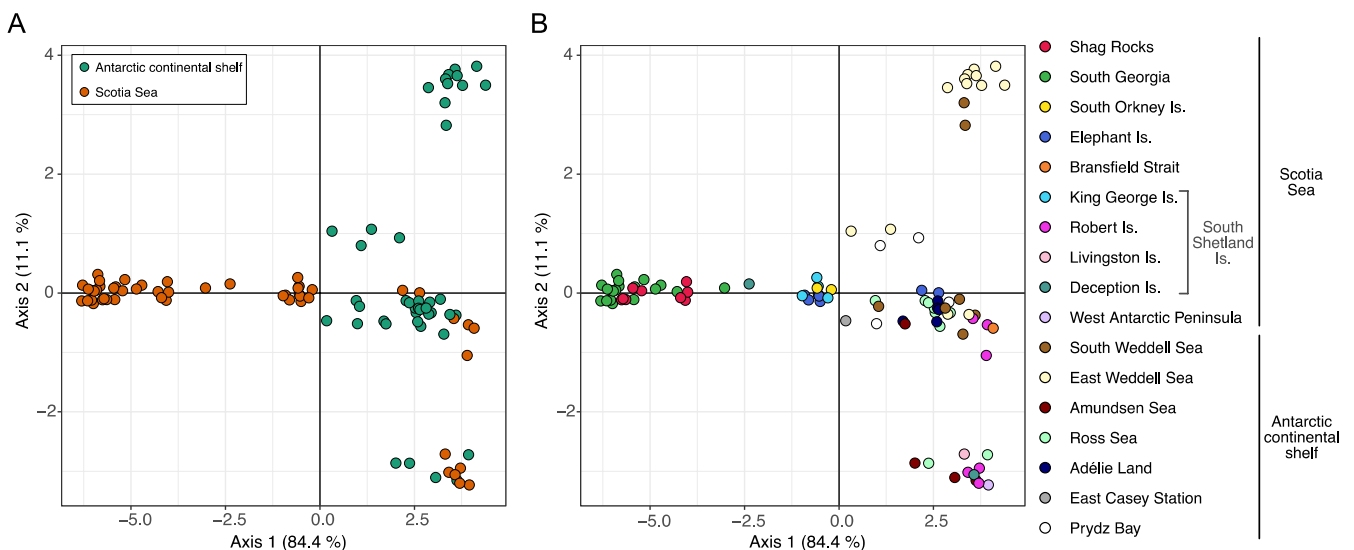 A
Antarctic continental shelf
Scotia Sea
4
2
0
−2
−5.0
−2.5
0.0
2.5
Axis 1 (84.4 %)
Axis 2 (11.1 %)
B
4
2
0
−2
−5.0
−2.5
0.0
2.5
Axis 1 (84.4 %)
Axis 2 (11.1 %)
Shag Rocks
South Georgia
South Orkney Is.
Elephant Is.
Bransfield Strait
King George Is.
Robert Is.
Livingston Is.
Deception Is.
West Antarctic Peninsula
South Weddell Sea
East Weddell Sea
Amundsen Sea
Ross Sea
Adélie Land
East Casey Station
Prydz Bay
South
Shetland
Is.
Scotia
Sea
Antarctic
continental
shelf